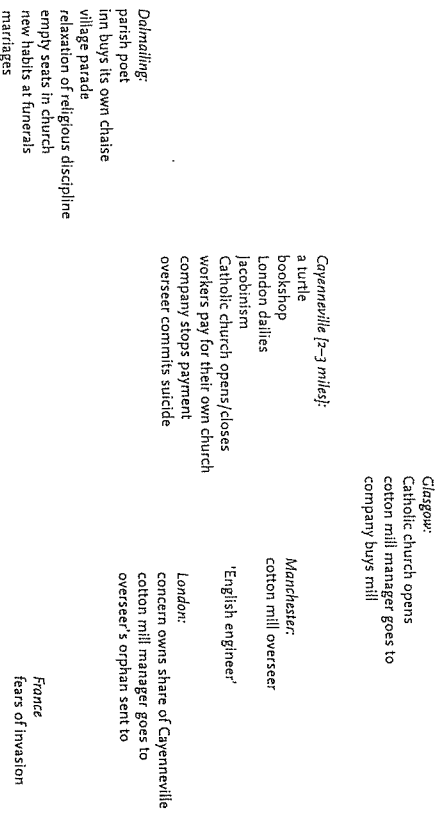 Glasgow:
Catholic church opens
cotton mill manager goes to
company buys mill
Cayenneville [2–3 miles]:
a turtle
bookshop
London dailies
Jacobinism
Catholic church opens/closes
workers pay for their own church
company stops payment
overseer commits suicide
Manchester:
cotton mill overseer
'English engineer'
Dalmailing:
parish poet
inn buys its own chaise
village parade
relaxation of religious discipline
empty seats in church
new habits at funerals
marriages
London:
concern owns share of Cayenneville
cotton mill manager goes to
overseer's orphan sent to
France
fears of invasion